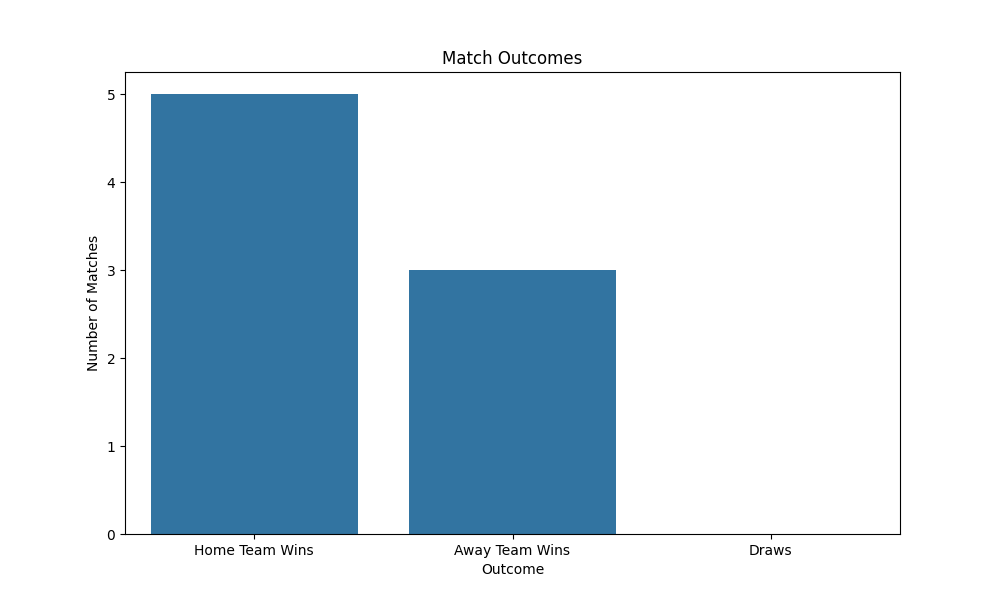 Match Outcomes
5
4
3
2
1
0
Number of Matches
Home Team Wins
Away Team Wins
Draws
Outcome